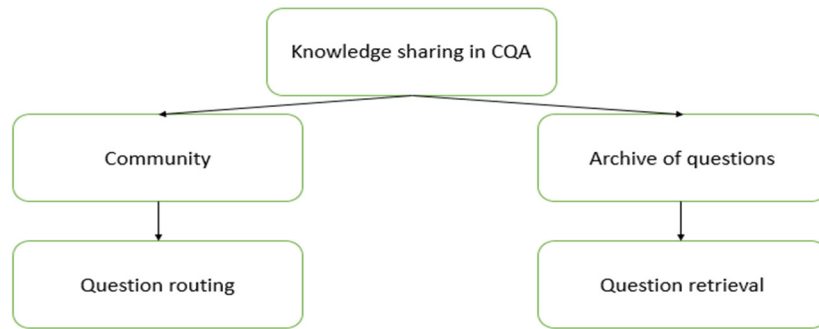 Knowledge sharing in CQA
Community
Archive of questions
Question routing
Question retrieval